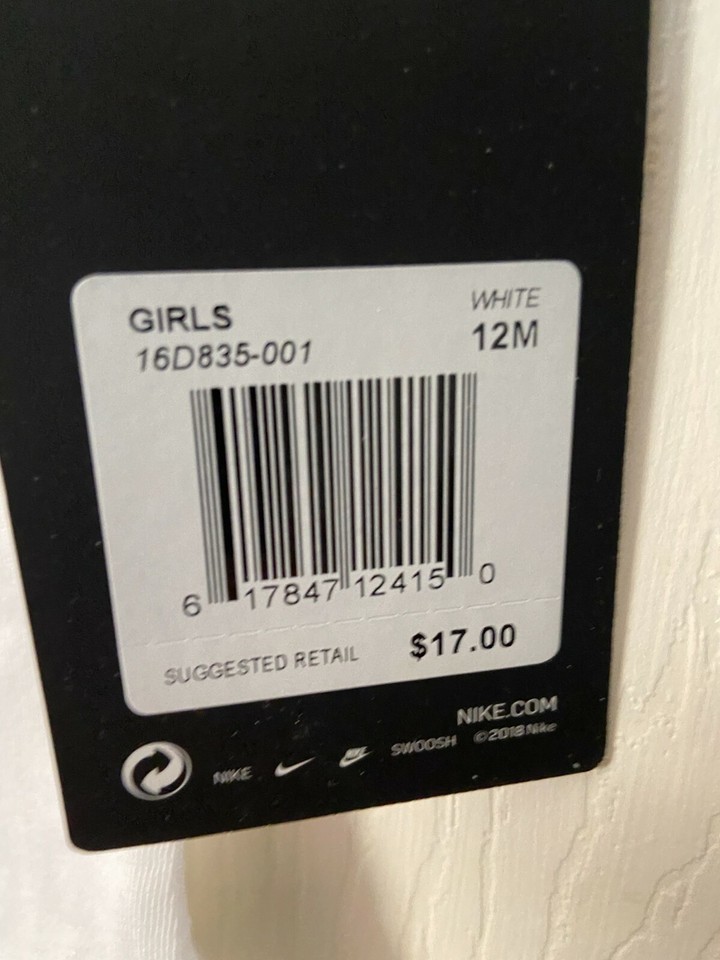 GIRLS WHITE
16D835-001 12M
6 17847 12415 0
SUGGESTED RETAIL $17.00
NIKE.COM
NIKE SWOOSH ©2018 Nike